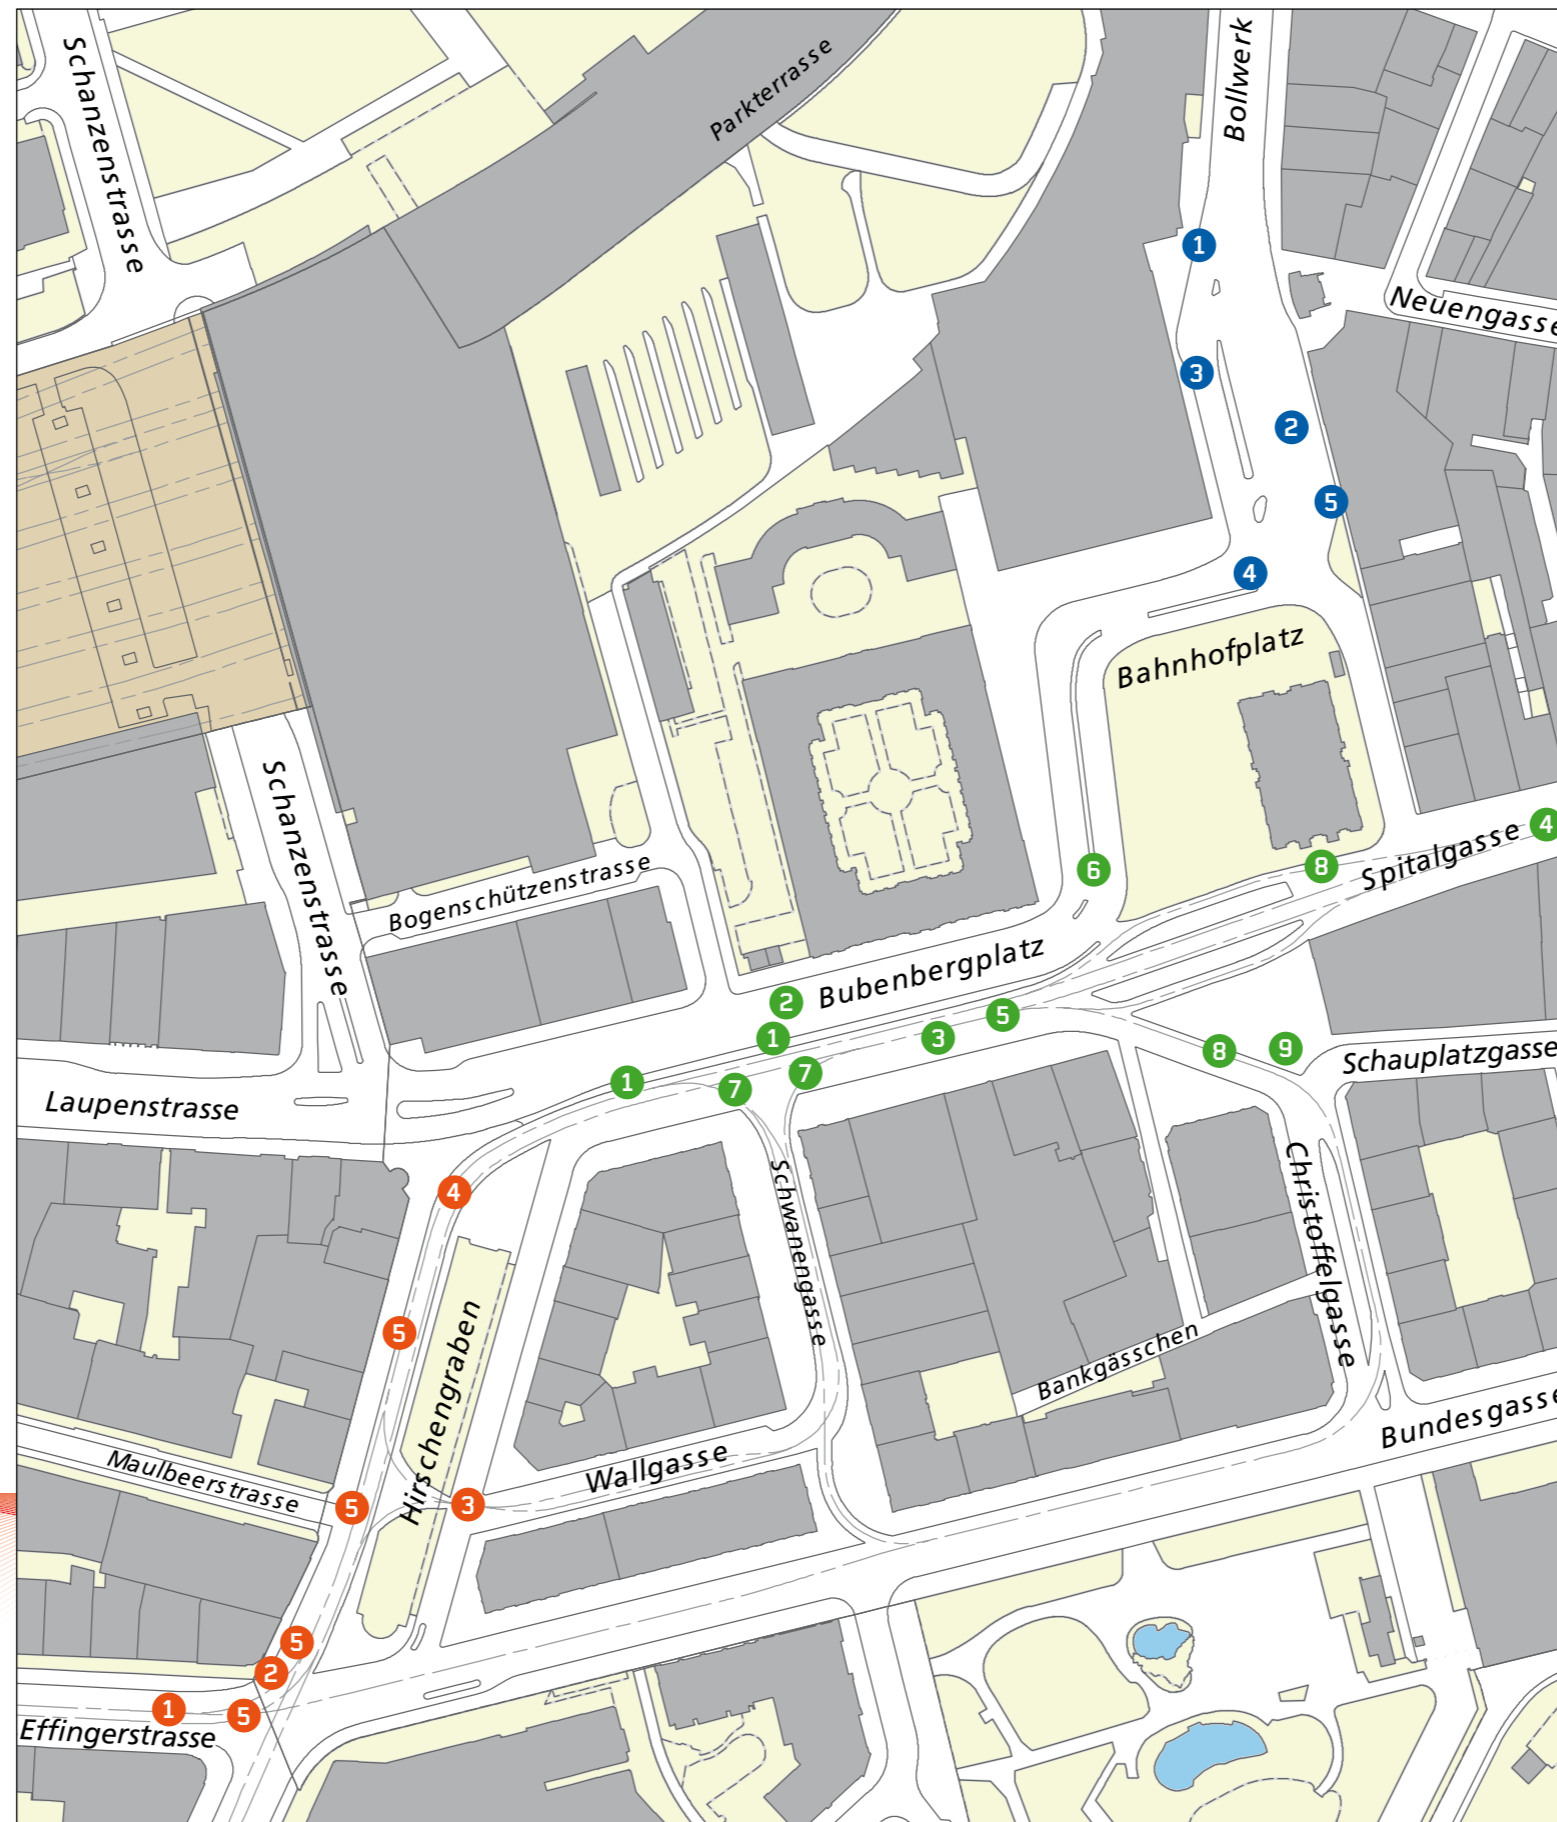 Schanzenstrasse
Parkterrasse
Bollwerk
1
Neuengasse
3
2
5
4
Bahnhofplatz
Schanzenstrasse
Bogenschützenstrasse
6
8
Spitalgasse
4
2
Bubenbergplatz
1
3
5
8
9
Schauplatzgasse
1
7
7
Laupenstrasse
4
Schwanengasse
Christoffelgasse
5
Hirschengraben
Bankgässchen
Bundesgasse
Maulbeerstrasse
Wallgasse
5
3
5
2
1
5
Effingerstrasse